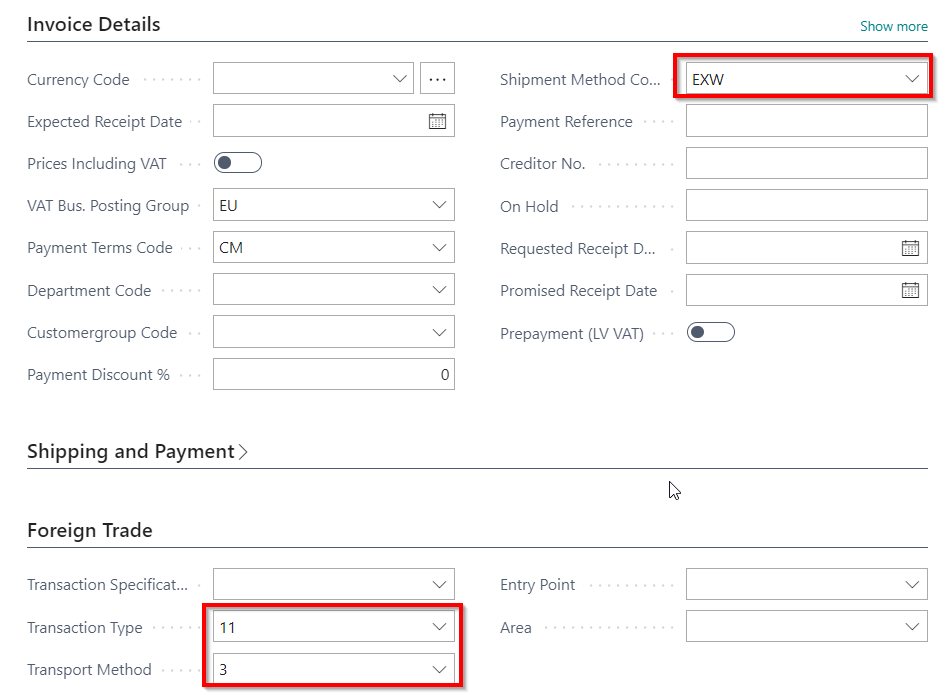 Invoice Details
Show more
Currency Code
...
Expected Receipt Date
Prices Including VAT
VAT Bus. Posting Group
EU
Payment Terms Code
CM
Department Code
Customergroup Code
Payment Discount %
0
Shipment Method Co...
EXW
Payment Reference
Creditor No.
On Hold
Requested Receipt D...
Promised Receipt Date
Prepayment (LV VAT)
Shipping and Payment
Foreign Trade
Transaction Specificat...
Transaction Type
11
Transport Method
3
Entry Point
Area